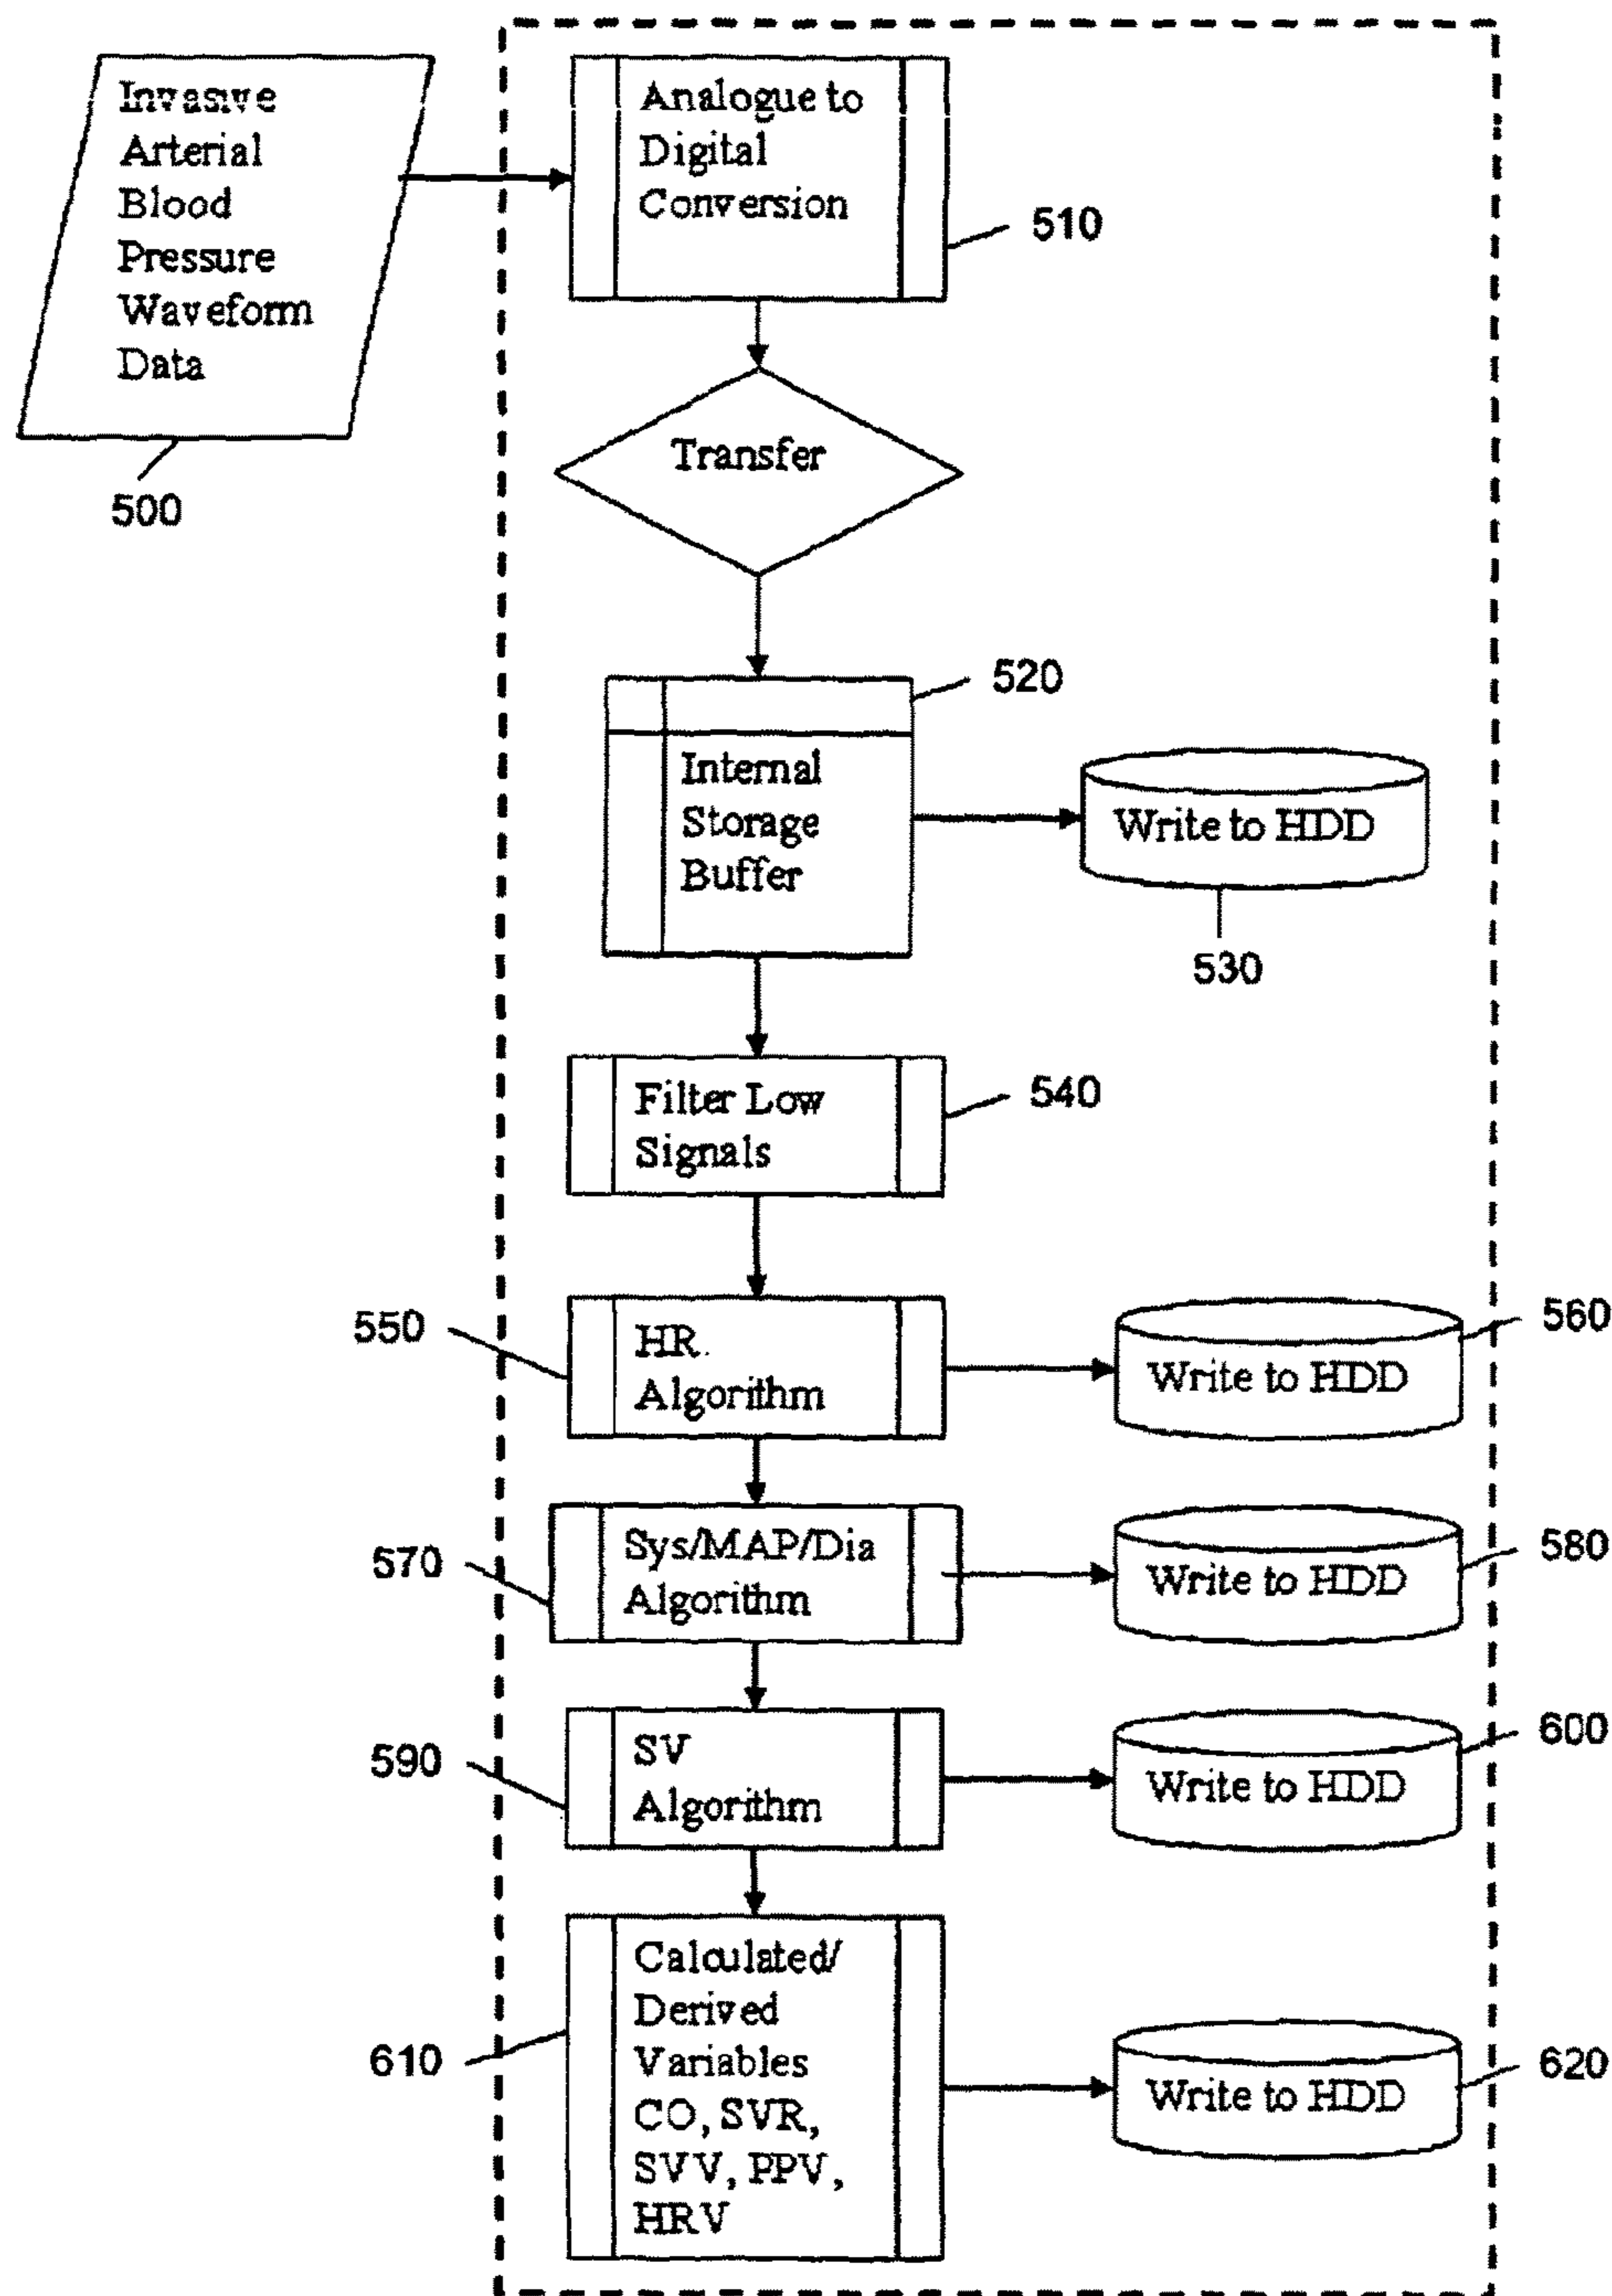 Invasive
Arterial
Blood
Pressure
Waveform
Data
500
Analogue to
Digital
Conversion
510
Transfer
520
Internal
Storage
Buffer
Write to HDD
530
Filter Low
Signals
540
550
HR
Algorithm
Write to HDD
560
570
Sys/MAP/Dia
Algorithm
Write to HDD
580
590
SV
Algorithm
Write to HDD
600
610
Calculated/
Derived
Variables
CO, SVR,
SVV, PPV,
HRV
Write to HDD
620